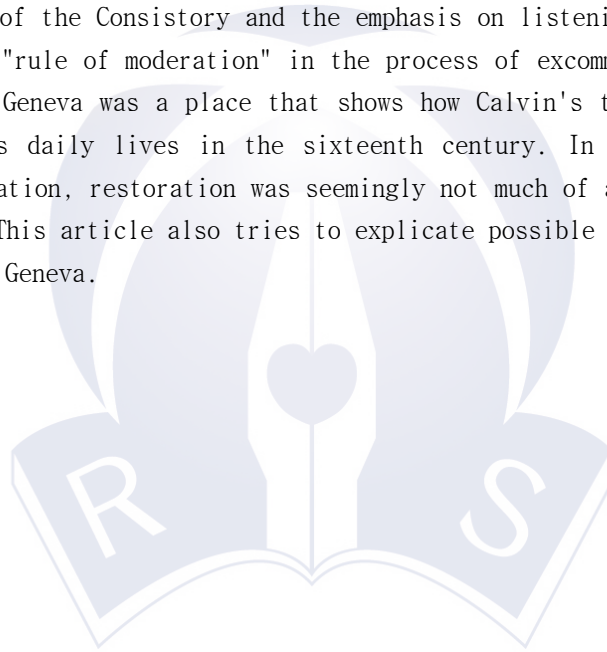 of the Consistory and the emphasis on listeni
"rule of moderation" in the process of excomm
Geneva was a place that shows how Calvin's t
s daily lives in the sixteenth century. In
ation, restoration was seemingly not much of a
This article also tries to explicate possible
Geneva.
R S